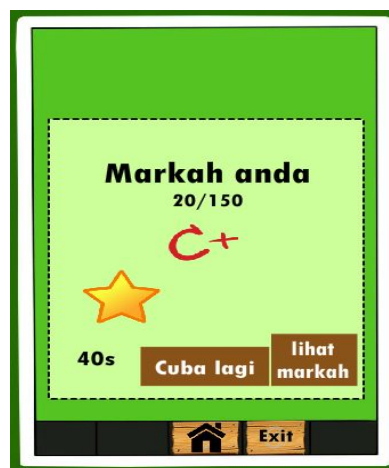 Markah anda
20/150
C+
40s
Cuba lagi
lihat
markah
Exit